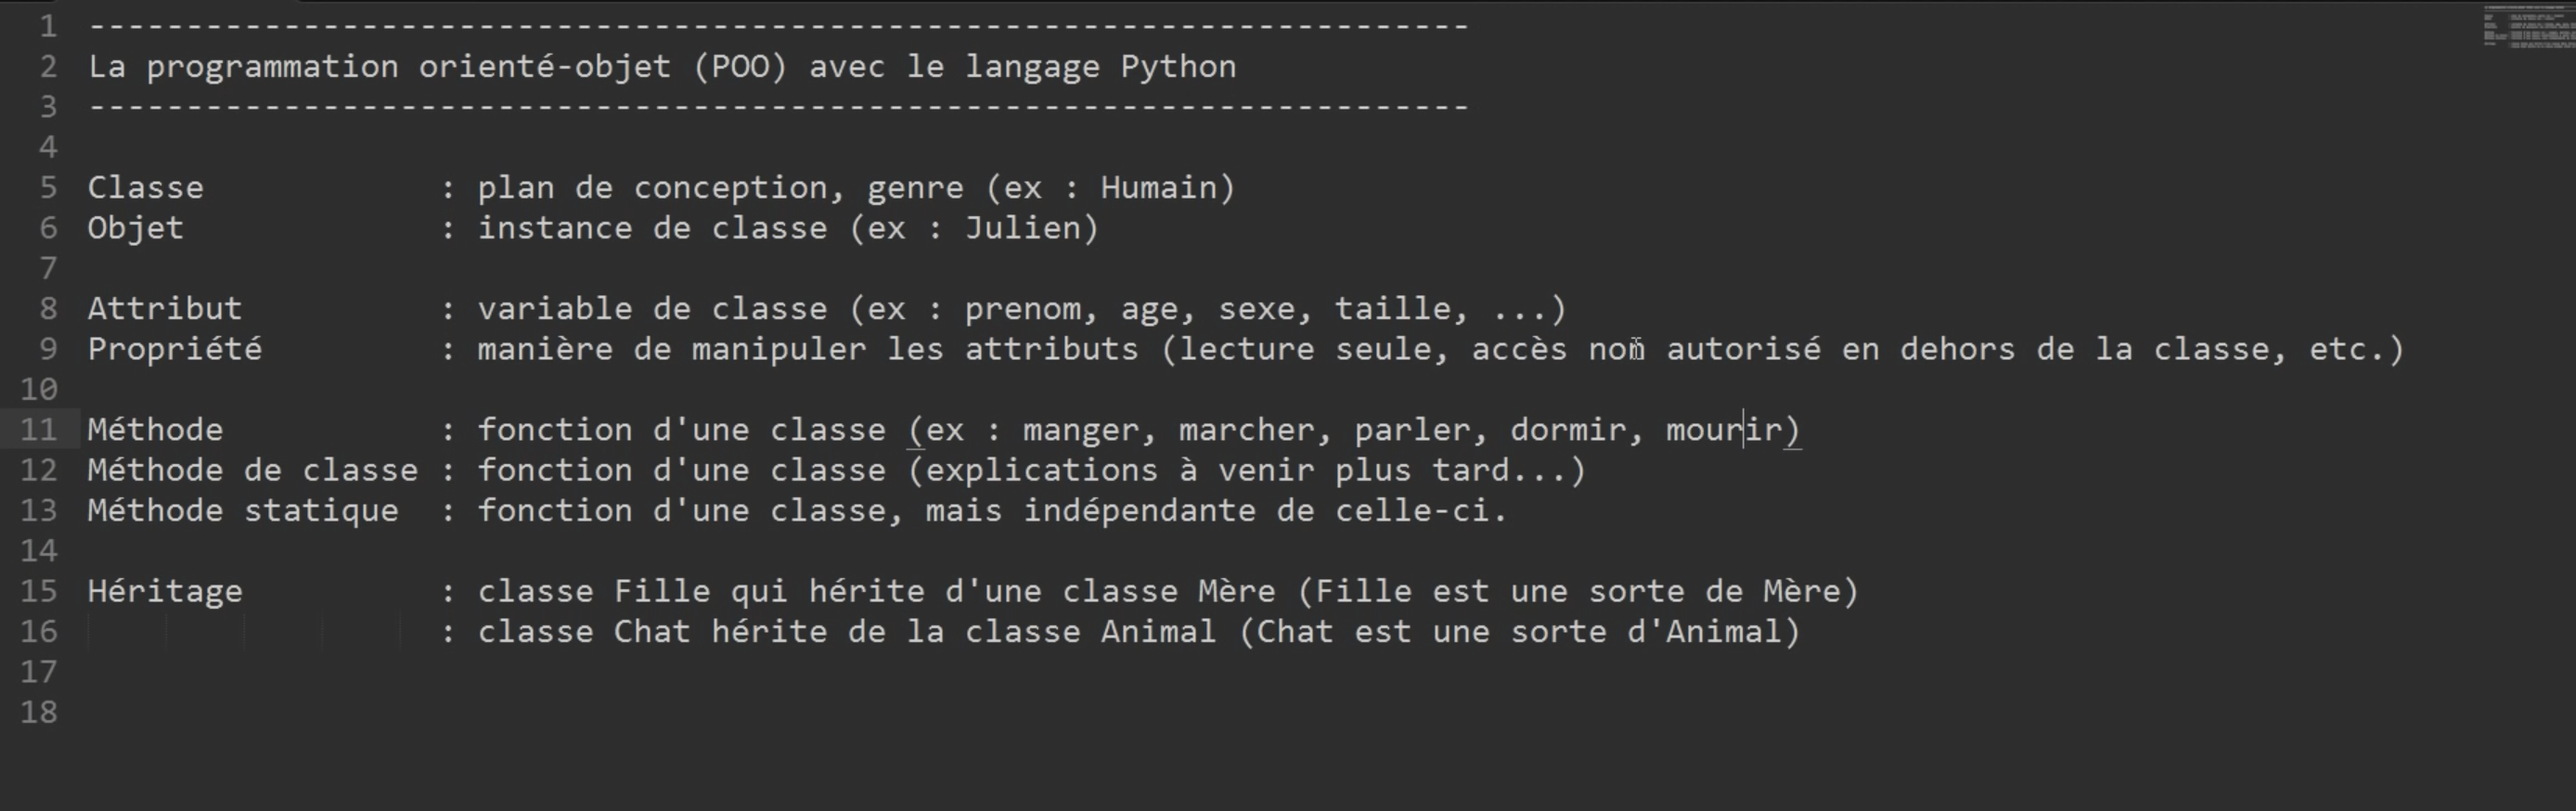 1 -----------------------------------------------------------------------
2 La programmation orienté-objet (POO) avec le langage Python
3 -----------------------------------------------------------------------
4
5 Classe : plan de conception, genre (ex : Humain)
6 Objet : instance de classe (ex : Julien)
7
8 Attribut : variable de classe (ex : prenom, age, sexe, taille, ...)
9 Propriété : manière de manipuler les attributs (lecture seule, accès non autorisé en dehors de la classe, etc.)
10
11 Méthode : fonction d'une classe (ex : manger, marcher, parler, dormir, mourir)
12 Méthode de classe : fonction d'une classe (explications à venir plus tard...)
13 Méthode statique : fonction d'une classe, mais indépendante de celle-ci.
14
15 Héritage : classe Fille qui hérite d'une classe Mère (Fille est une sorte de Mère)
16 : classe Chat hérite de la classe Animal (Chat est une sorte d'Animal)
17
18